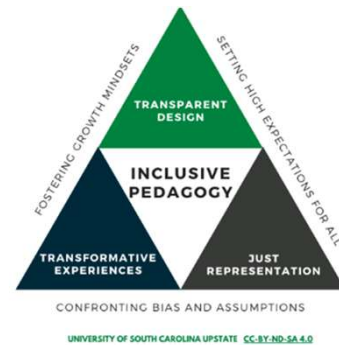 FOSTERING GROWTH MINDSETS
SETTING HIGH EXPECTATIONS FOR ALL
TRANSPARENT
DESIGN
INCLUSIVE
PEDAGOGY
TRANSFORMATIVE
EXPERIENCES
JUST
REPRESENTATION
CONFRONTING BIAS AND ASSUMPTIONS
UNIVERSITY OF SOUTH CAROLINA UPSTATE CC-BY-ND-SA 4.0